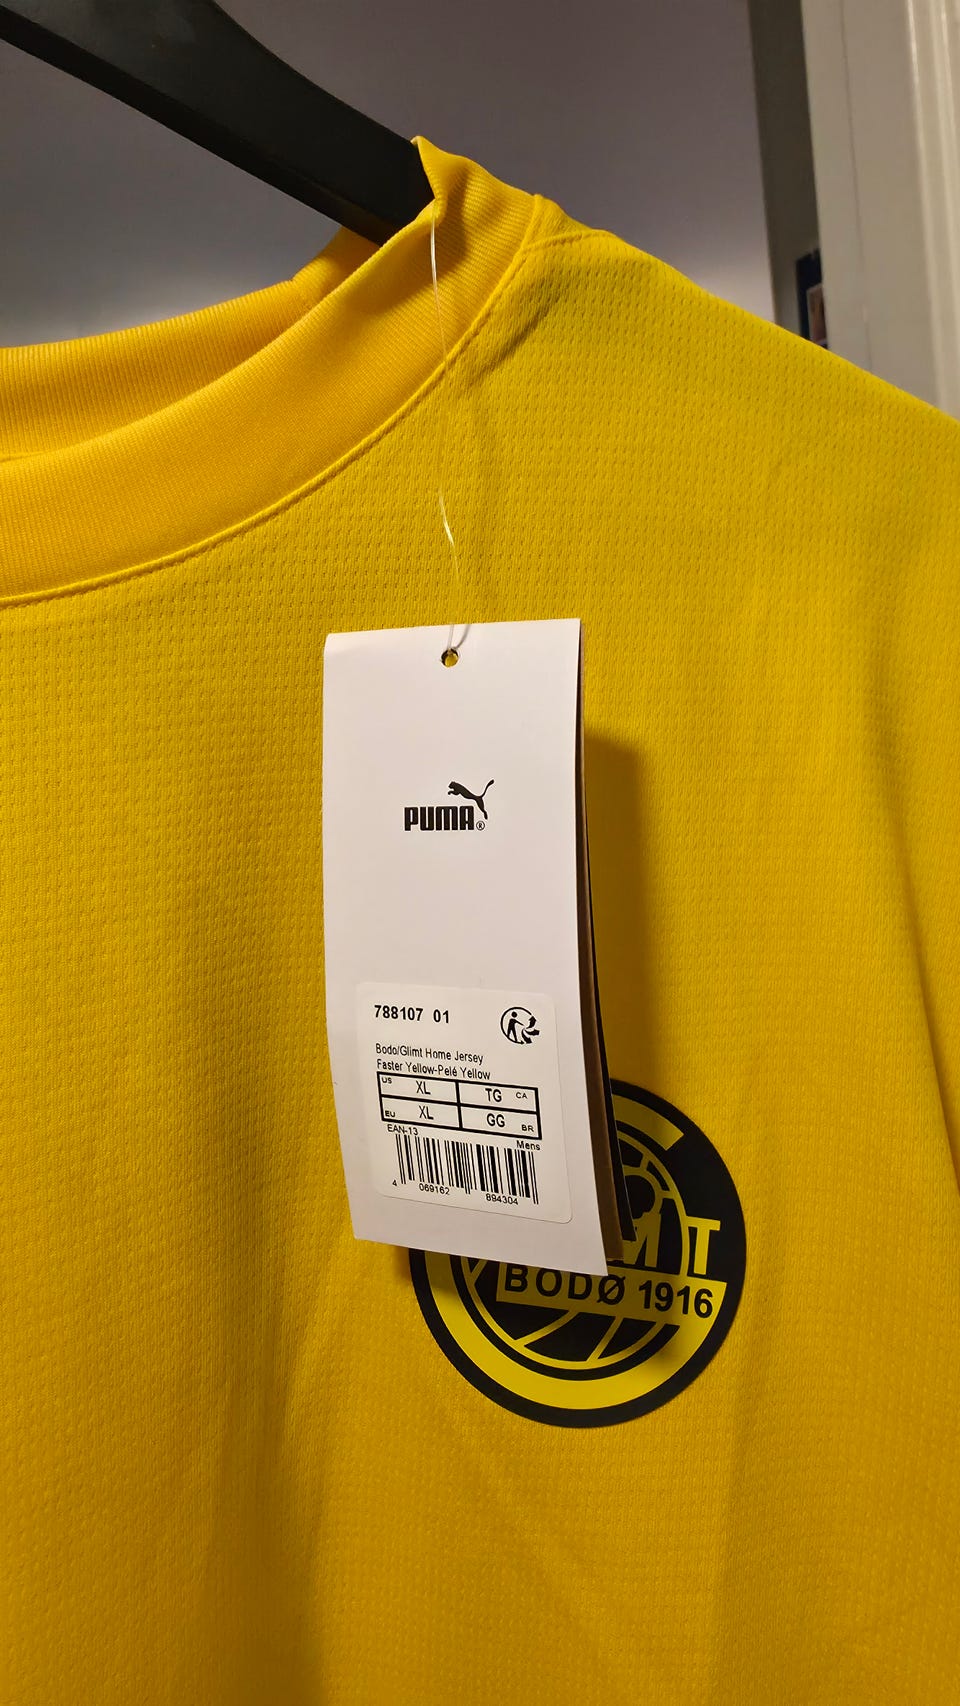 PUMA®
788107 01
Bodo/Glimt Home Jersey
Faster Yellow-Pelé Yellow
US XL TG CA
EU XL GG BR
EAN-13 Mens
4 069162 894304
BODØ 1916